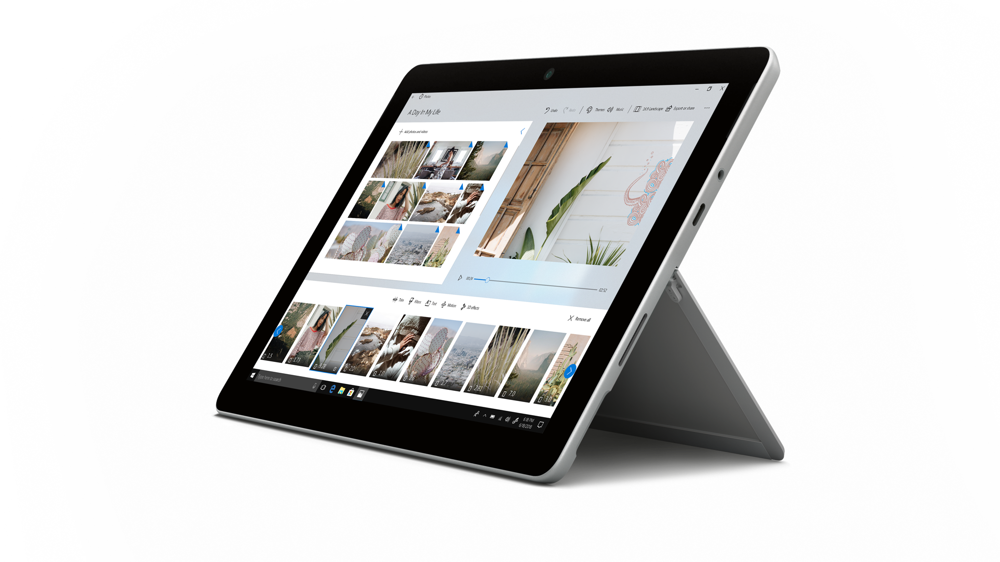 Photos
A Day In My Life
Undo Redo Themes Music 16:9 Landscape Export or share ...
Add photos and videos
00:24 02:52
Trim Filters Text Motion 3D effects
Remove all
1.5 1.73 9.28 2.0 1.0 2.6 1.7 2.81 7.0 3.0
Type here to search
6:18 PM
6/18/2018